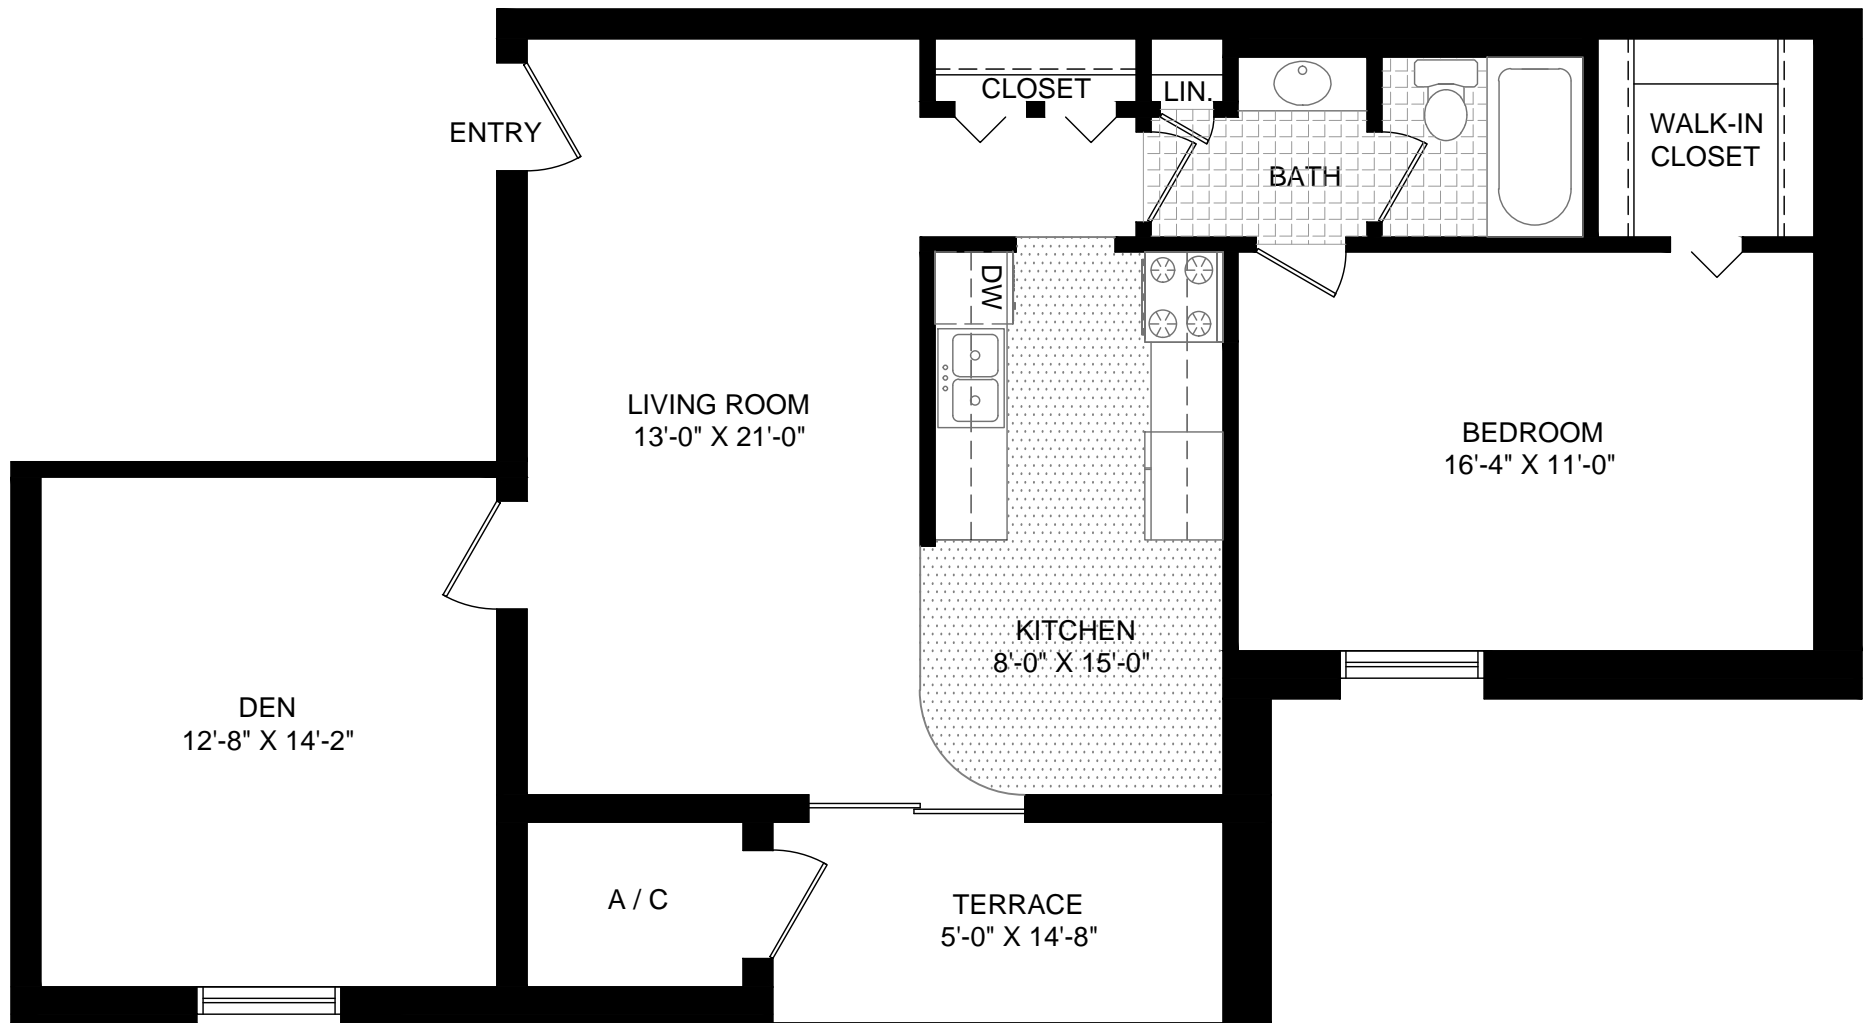 CLOSET
LIN.
ENTRY
WALK-IN
CLOSET
BATH
DW
LIVING ROOM
13'-0" X 21'-0"
BEDROOM
16'-4" X 11'-0"
KITCHEN
8'-0" X 15'-0"
DEN
12'-8" X 14'-2"
A / C
TERRACE
5'-0" X 14'-8"